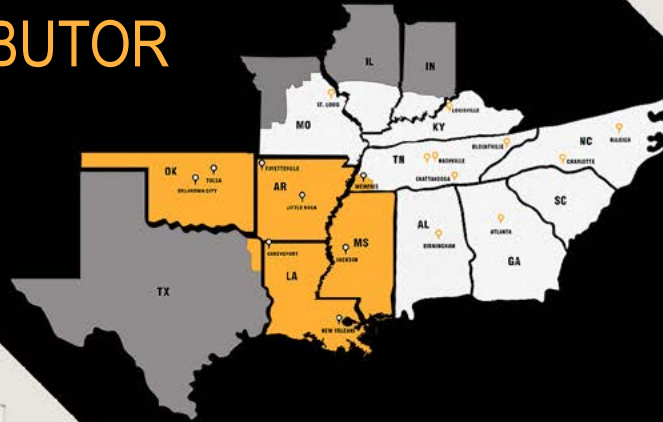 BUTOR
IL
IN
ST. LOUIS
LOUISVILLE
MO
KY
BLOUNTVILLE
NC
RALEIGH
TN
NASHVILLE
CHARLOTTE
OK
TULSA
FAYETTEVILLE
CHATTANOOGA
OKLAHOMA CITY
AR
MEMPHIS
LITTLE ROCK
SC
AL
ATLANTA
MS
BIRMINGHAM
SHREVEPORT
JACKSON
GA
LA
TX
NEW ORLEANS